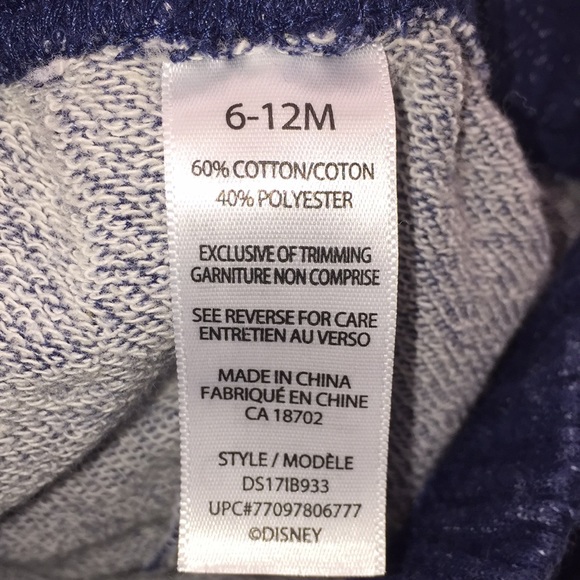 6-12M
60% COTTON/COTON
40% POLYESTER
EXCLUSIVE OF TRIMMING
GARNITURE NON COMPRISE
SEE REVERSE FOR CARE
ENTRETIEN AU VERSO
MADE IN CHINA
FABRIQUÉ EN CHINE
CA 18702
STYLE / MODÈLE
DS17IB933
UPC#77097806777
©DISNEY